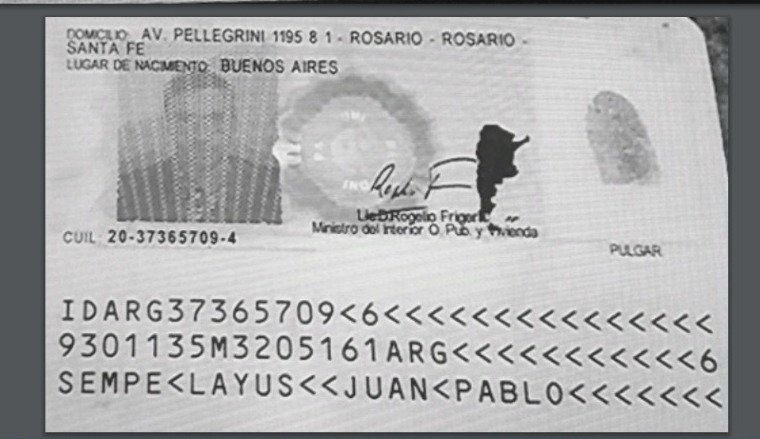 DOMICILIO: AV. PELLEGRINI 1195 8 1 - ROSARIO - ROSARIO -
SANTA FE
LUGAR DE NACIMIENTO: BUENOS AIRES
CUIL: 20-37365709-4
Lic. Rogelio Frigerio
Ministro del Interior O. Pub. y Vivienda
PULGAR
IDARG37365709<6<<<<<<<<<<<<<<<
9301135M3205161ARG<<<<<<<<<<<6
SEMPE<LAYUS<<JUAN<PABLO<<<<<<<